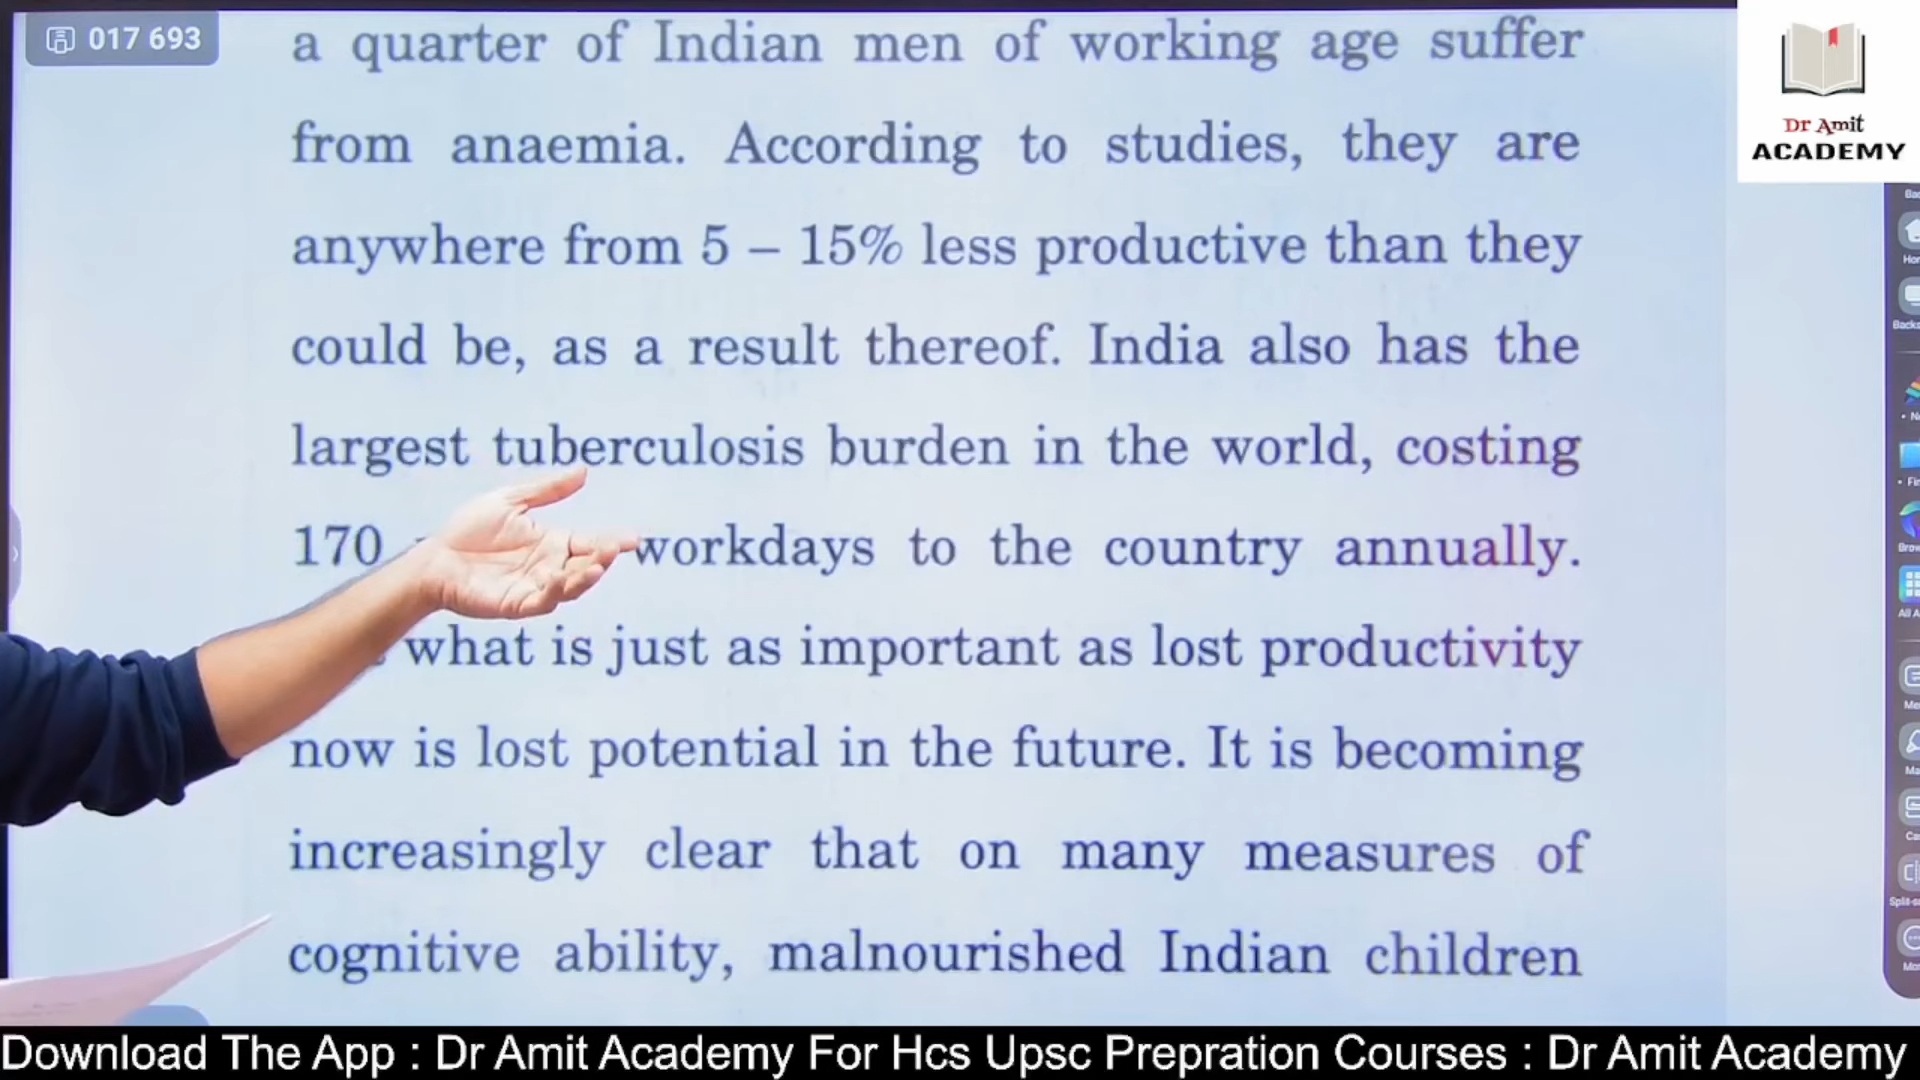 017 693
a quarter of Indian men of working age suffer
from anaemia. According to studies, they are
anywhere from 5 – 15% less productive than they
could be, as a result thereof. India also has the
largest tuberculosis burden in the world, costing
170 workdays to the country annually.
what is just as important as lost productivity
now is lost potential in the future. It is becoming
increasingly clear that on many measures of
cognitive ability, malnourished Indian children
Dr Amit
ACADEMY
Download The App : Dr Amit Academy For Hcs Upsc Prepration Courses : Dr Amit Academy